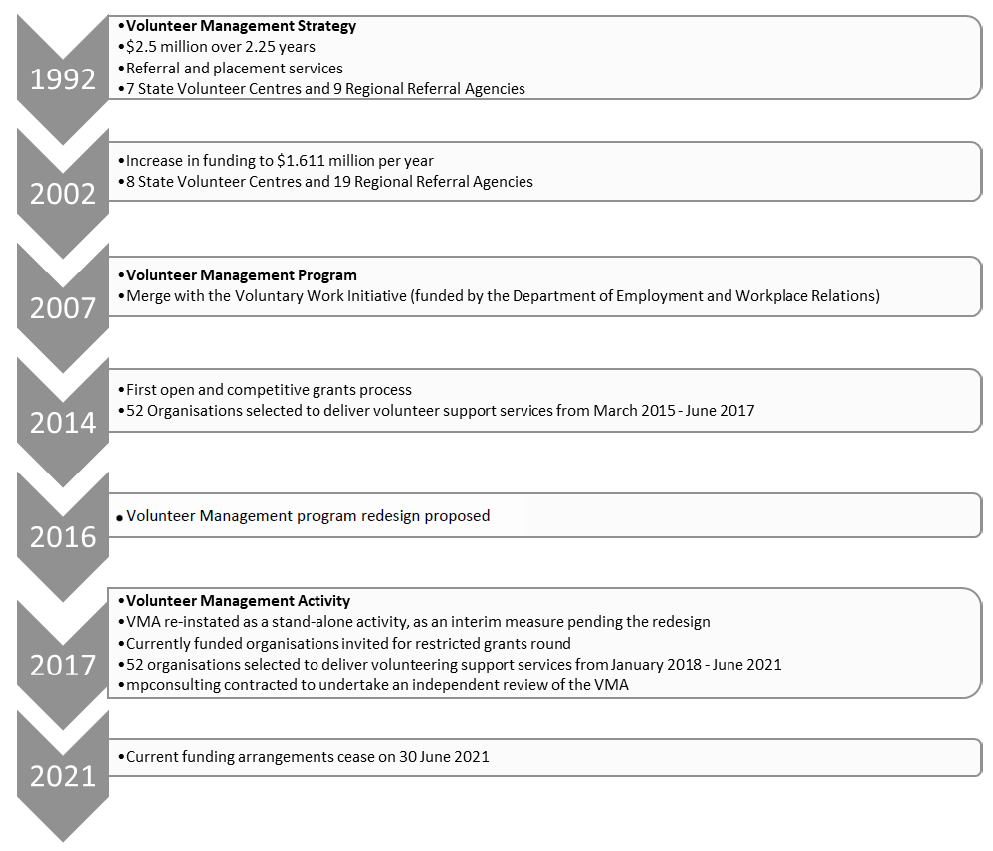 1992
•Volunteer Management Strategy
•$2.5 million over 2.25 years
•Referral and placement services
•7 State Volunteer Centres and 9 Regional Referral Agencies
2002
•Increase in funding to $1.611 million per year
•8 State Volunteer Centres and 19 Regional Referral Agencies
2007
•Volunteer Management Program
•Merge with the Voluntary Work Initiative (funded by the Department of Employment and Workplace Relations)
2014
•First open and competitive grants process
•52 Organisations selected to deliver volunteer support services from March 2015 - June 2017
2016
•Volunteer Management program redesign proposed
2017
•Volunteer Management Activity
•VMA re-instated as a stand-alone activity, as an interim measure pending the redesign
•Currently funded organisations invited for restricted grants round
•52 organisations selected to deliver volunteering support services from January 2018 - June 2021
•mpconsulting contracted to undertake an independent review of the VMA
2021
•Current funding arrangements cease on 30 June 2021